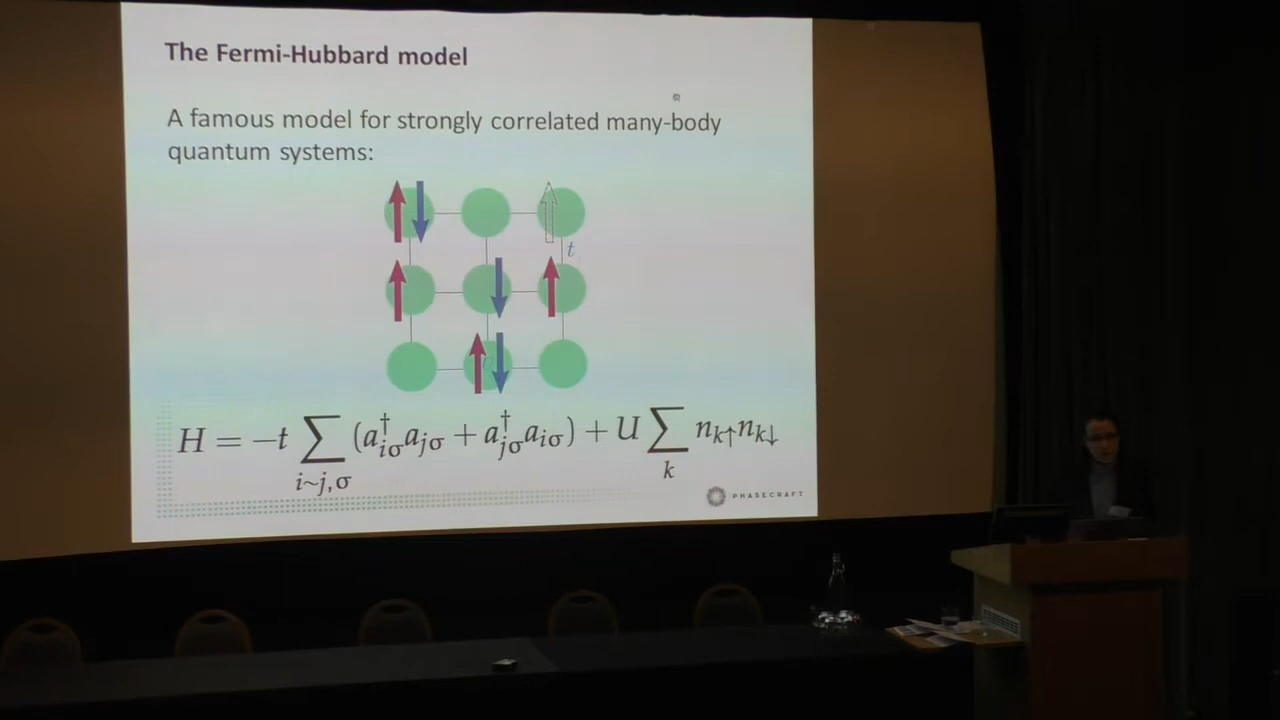 The Fermi-Hubbard model
A famous model for strongly correlated many-body
quantum systems:
t
H = −t ∑ (a†iσ ajσ + a†jσ aiσ) + U ∑ nk↑nk↓
i~j,σ
k
PHASECRAFT